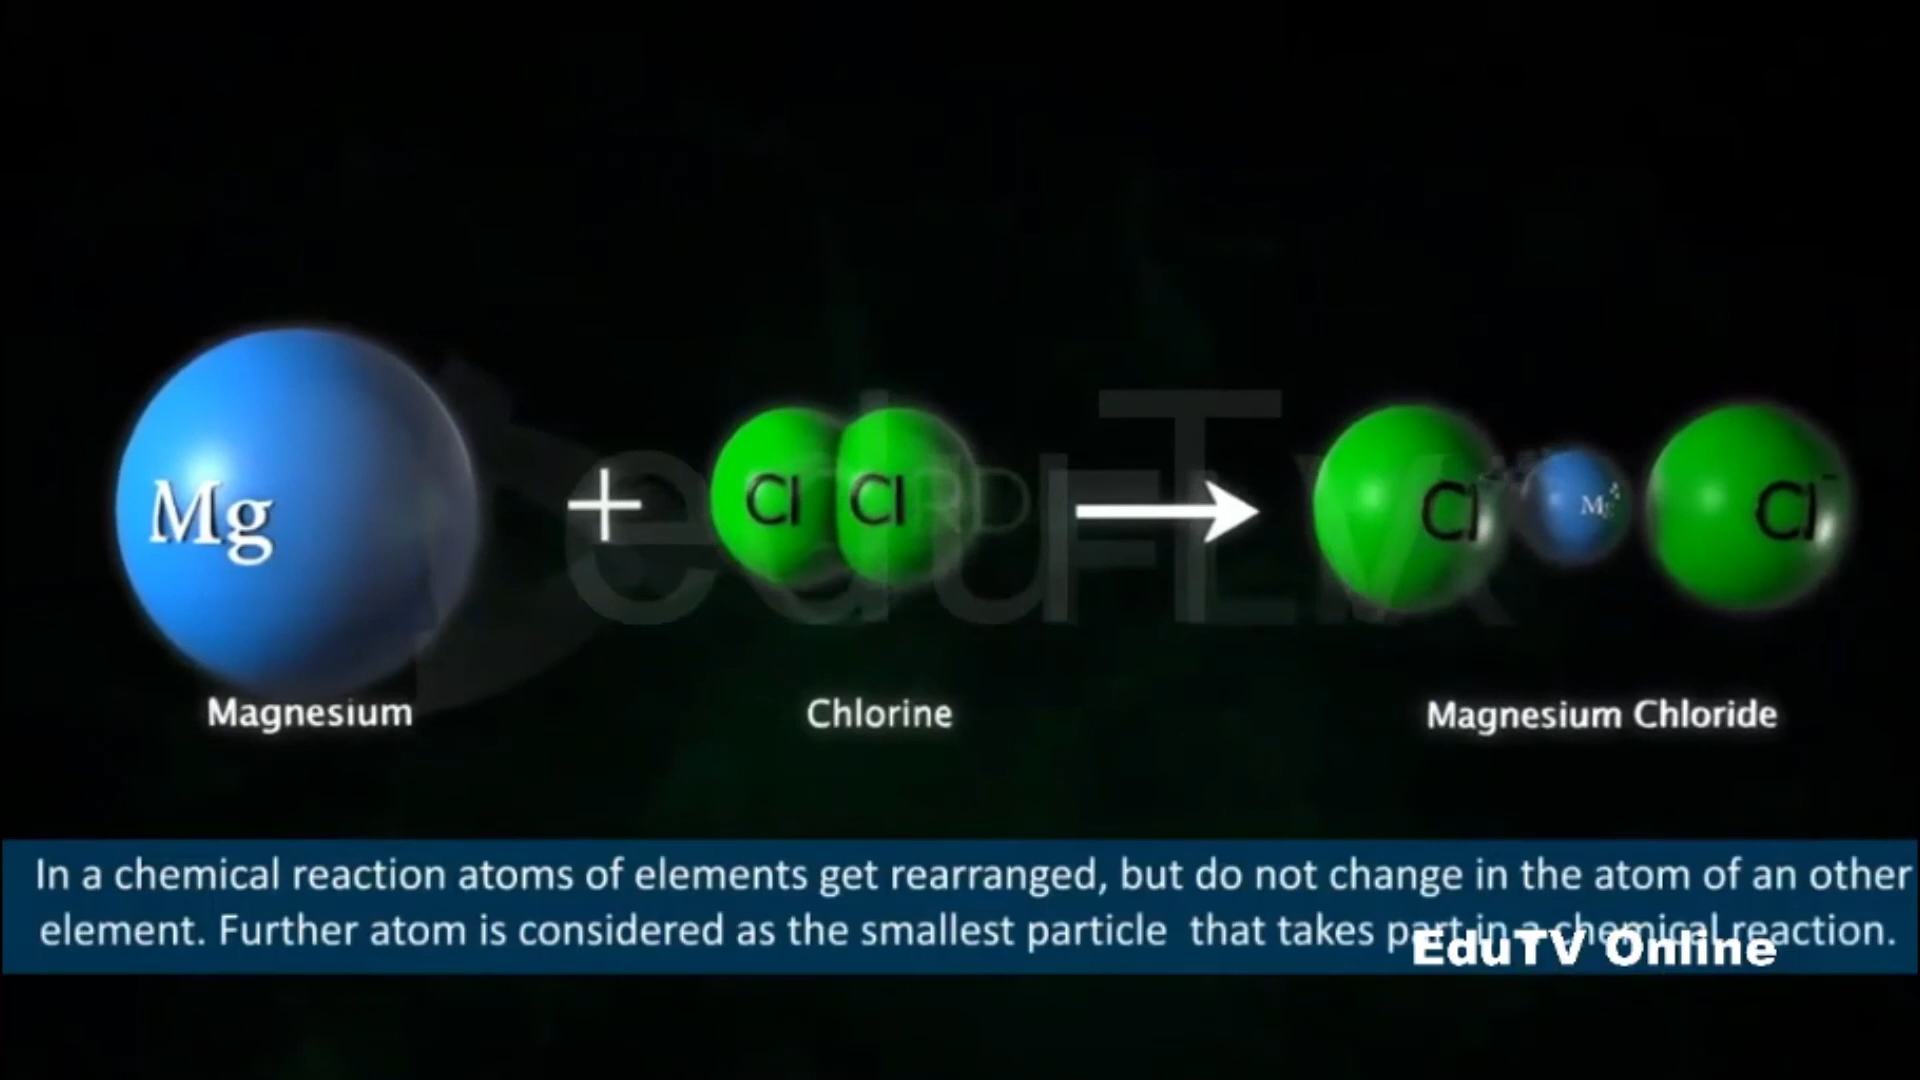 Mg
+
Cl Cl
Cl⁻
Mg
Cl⁻
Magnesium
Chlorine
Magnesium Chloride
In a chemical reaction atoms of elements get rearranged, but do not change in the atom of an other
element. Further atom is considered as the smallest particle that takes part in a chemical reaction.
EduTV Online